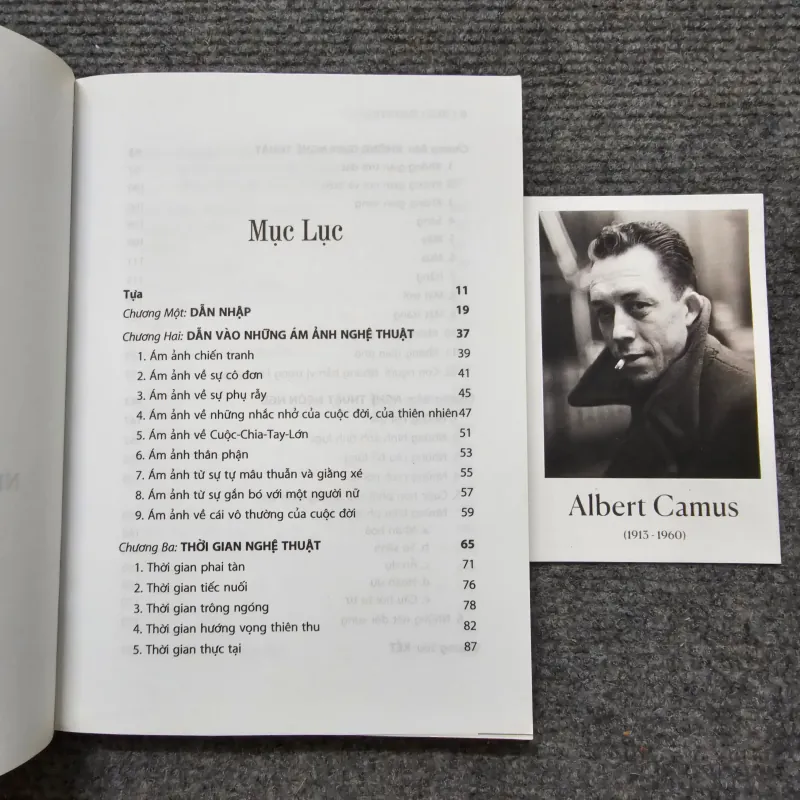 Mục Lục
Tựa 11
Chương Một: DẪN NHẬP 19
Chương Hai: DẪN VÀO NHỮNG ÁM ẢNH NGHỆ THUẬT 37
1. Ám ảnh chiến tranh 39
2. Ám ảnh về sự cô đơn 41
3. Ám ảnh về sự phụ rẫy 45
4. Ám ảnh về những nhắc nhở của cuộc đời, của thiên nhiên 47
5. Ám ảnh về Cuộc-Chia-Tay-Lớn 51
6. Ám ảnh thân phận 53
7. Ám ảnh từ sự tự mâu thuẫn và giằng xé 55
8. Ám ảnh từ sự gắn bó với một người nữ 57
9. Ám ảnh về cái vô thường của cuộc đời 59
Chương Ba: THỜI GIAN NGHỆ THUẬT 65
1. Thời gian phai tàn 71
2. Thời gian tiếc nuối 76
3. Thời gian trông ngóng 78
4. Thời gian hướng vọng thiên thu 82
5. Thời gian thực tại 87
Albert Camus
(1913 - 1960)